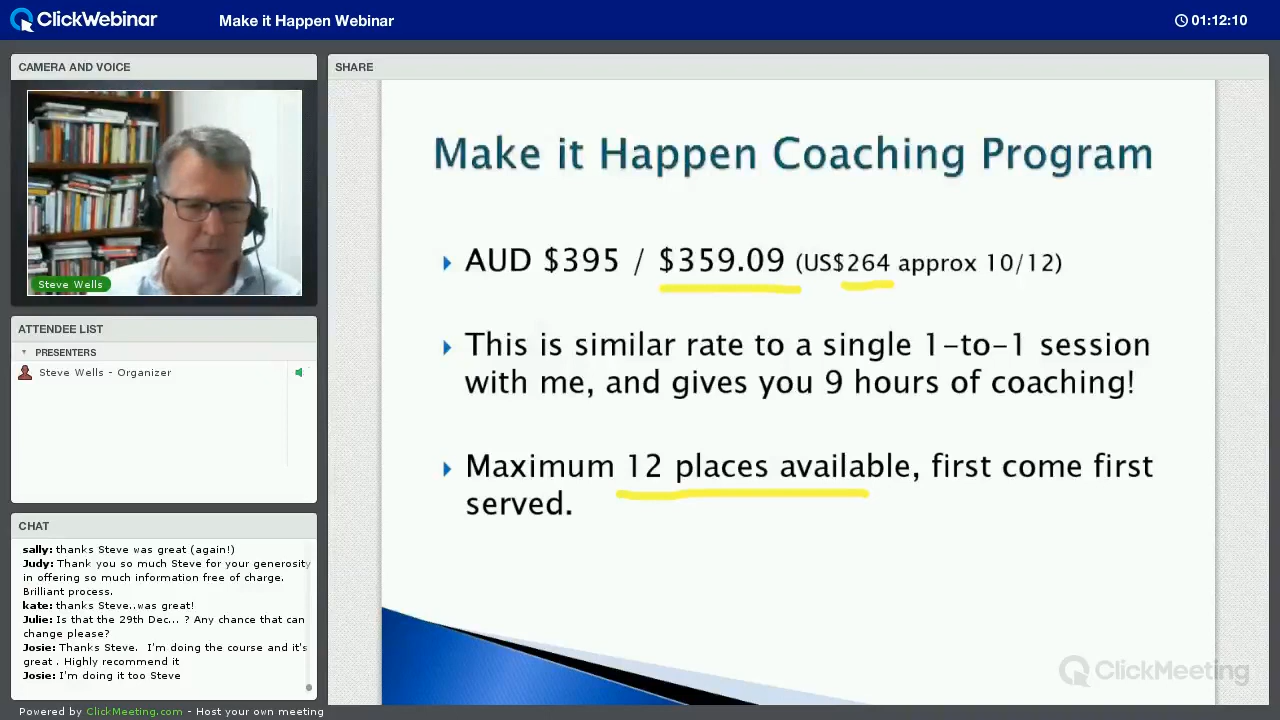 ClickWebinar
Make it Happen Webinar
01:12:10
CAMERA AND VOICE
Steve Wells
ATTENDEE LIST
PRESENTERS
Steve Wells - Organizer
CHAT
sally: thanks Steve was great (again!)
Judy: Thank you so much Steve for your generosity
in offering so much information free of charge.
Brilliant process.
kate: thanks Steve..was great!
Julie: Is that the 29th Dec... ? Any chance that can
change please?
Josie: Thanks Steve. I'm doing the course and it's
great . Highly recommend it
Josie: I'm doing it too Steve
SHARE
Make it Happen Coaching Program
AUD $395 / $359.09 (US$264 approx 10/12)
This is similar rate to a single 1-to-1 session
with me, and gives you 9 hours of coaching!
Maximum 12 places available, first come first
served.
ClickMeeting
Powered by ClickMeeting.com - Host your own meeting